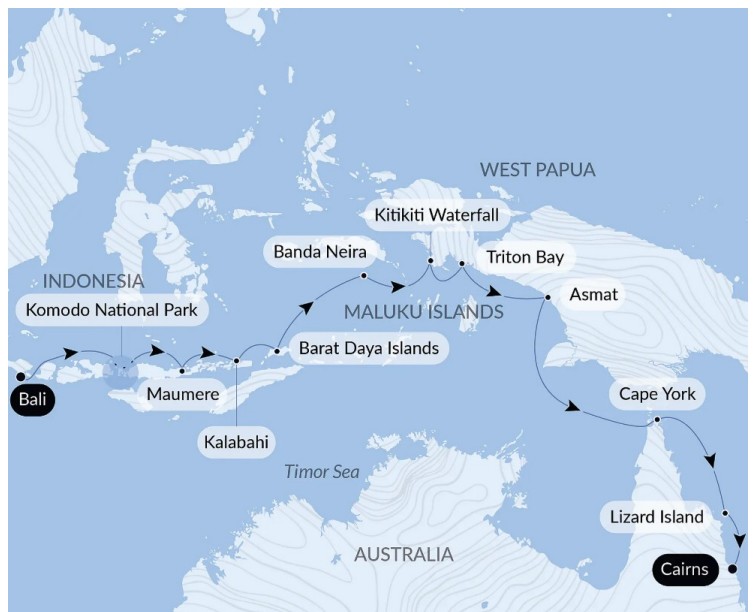 WEST PAPUA
Kitikiti Waterfall
Banda Neira
Triton Bay
INDONESIA
Komodo National Park
Asmat
MALUKU ISLANDS
Barat Daya Islands
Bali
Maumere
Cape York
Kalabahi
Timor Sea
Lizard Island
AUSTRALIA
Cairns